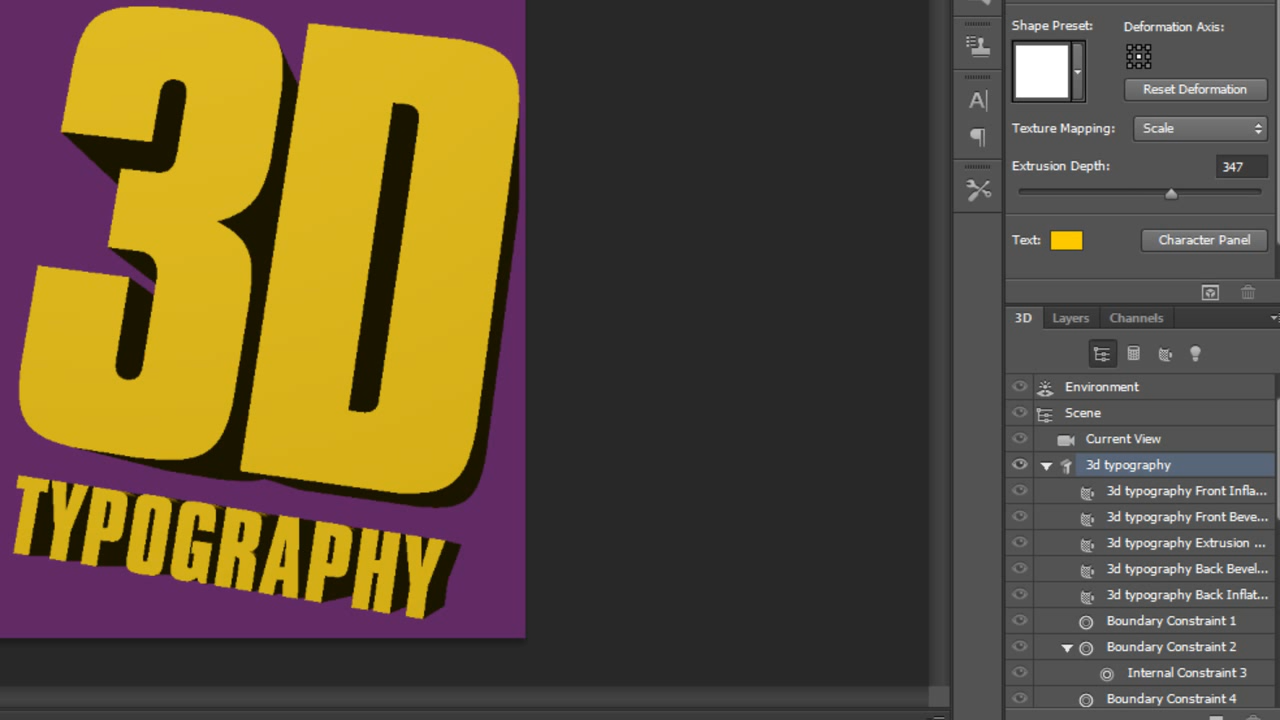 3D
TYPOGRAPHY
Shape Preset:
Deformation Axis:
Reset Deformation
Texture Mapping:
Scale
Extrusion Depth:
347
Text:
Character Panel
3D
Layers
Channels
Environment
Scene
Current View
3d typography
3d typography Front Infla...
3d typography Front Beve...
3d typography Extrusion ...
3d typography Back Bevel...
3d typography Back Inflat...
Boundary Constraint 1
Boundary Constraint 2
Internal Constraint 3
Boundary Constraint 4